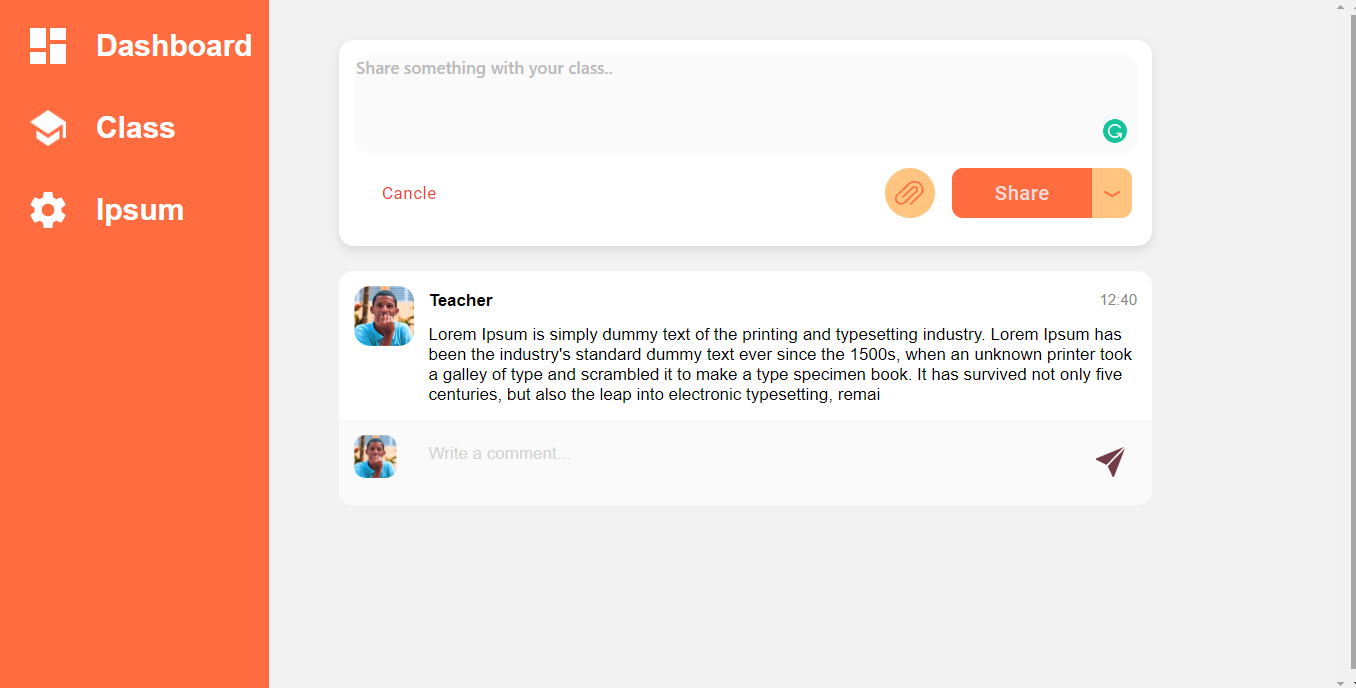 Dashboard
Class
Ipsum
Share something with your class..
Cancle
Share
Teacher
12:40
Lorem Ipsum is simply dummy text of the printing and typesetting industry. Lorem Ipsum has
been the industry's standard dummy text ever since the 1500s, when an unknown printer took
a galley of type and scrambled it to make a type specimen book. It has survived not only five
centuries, but also the leap into electronic typesetting, remai
Write a comment...